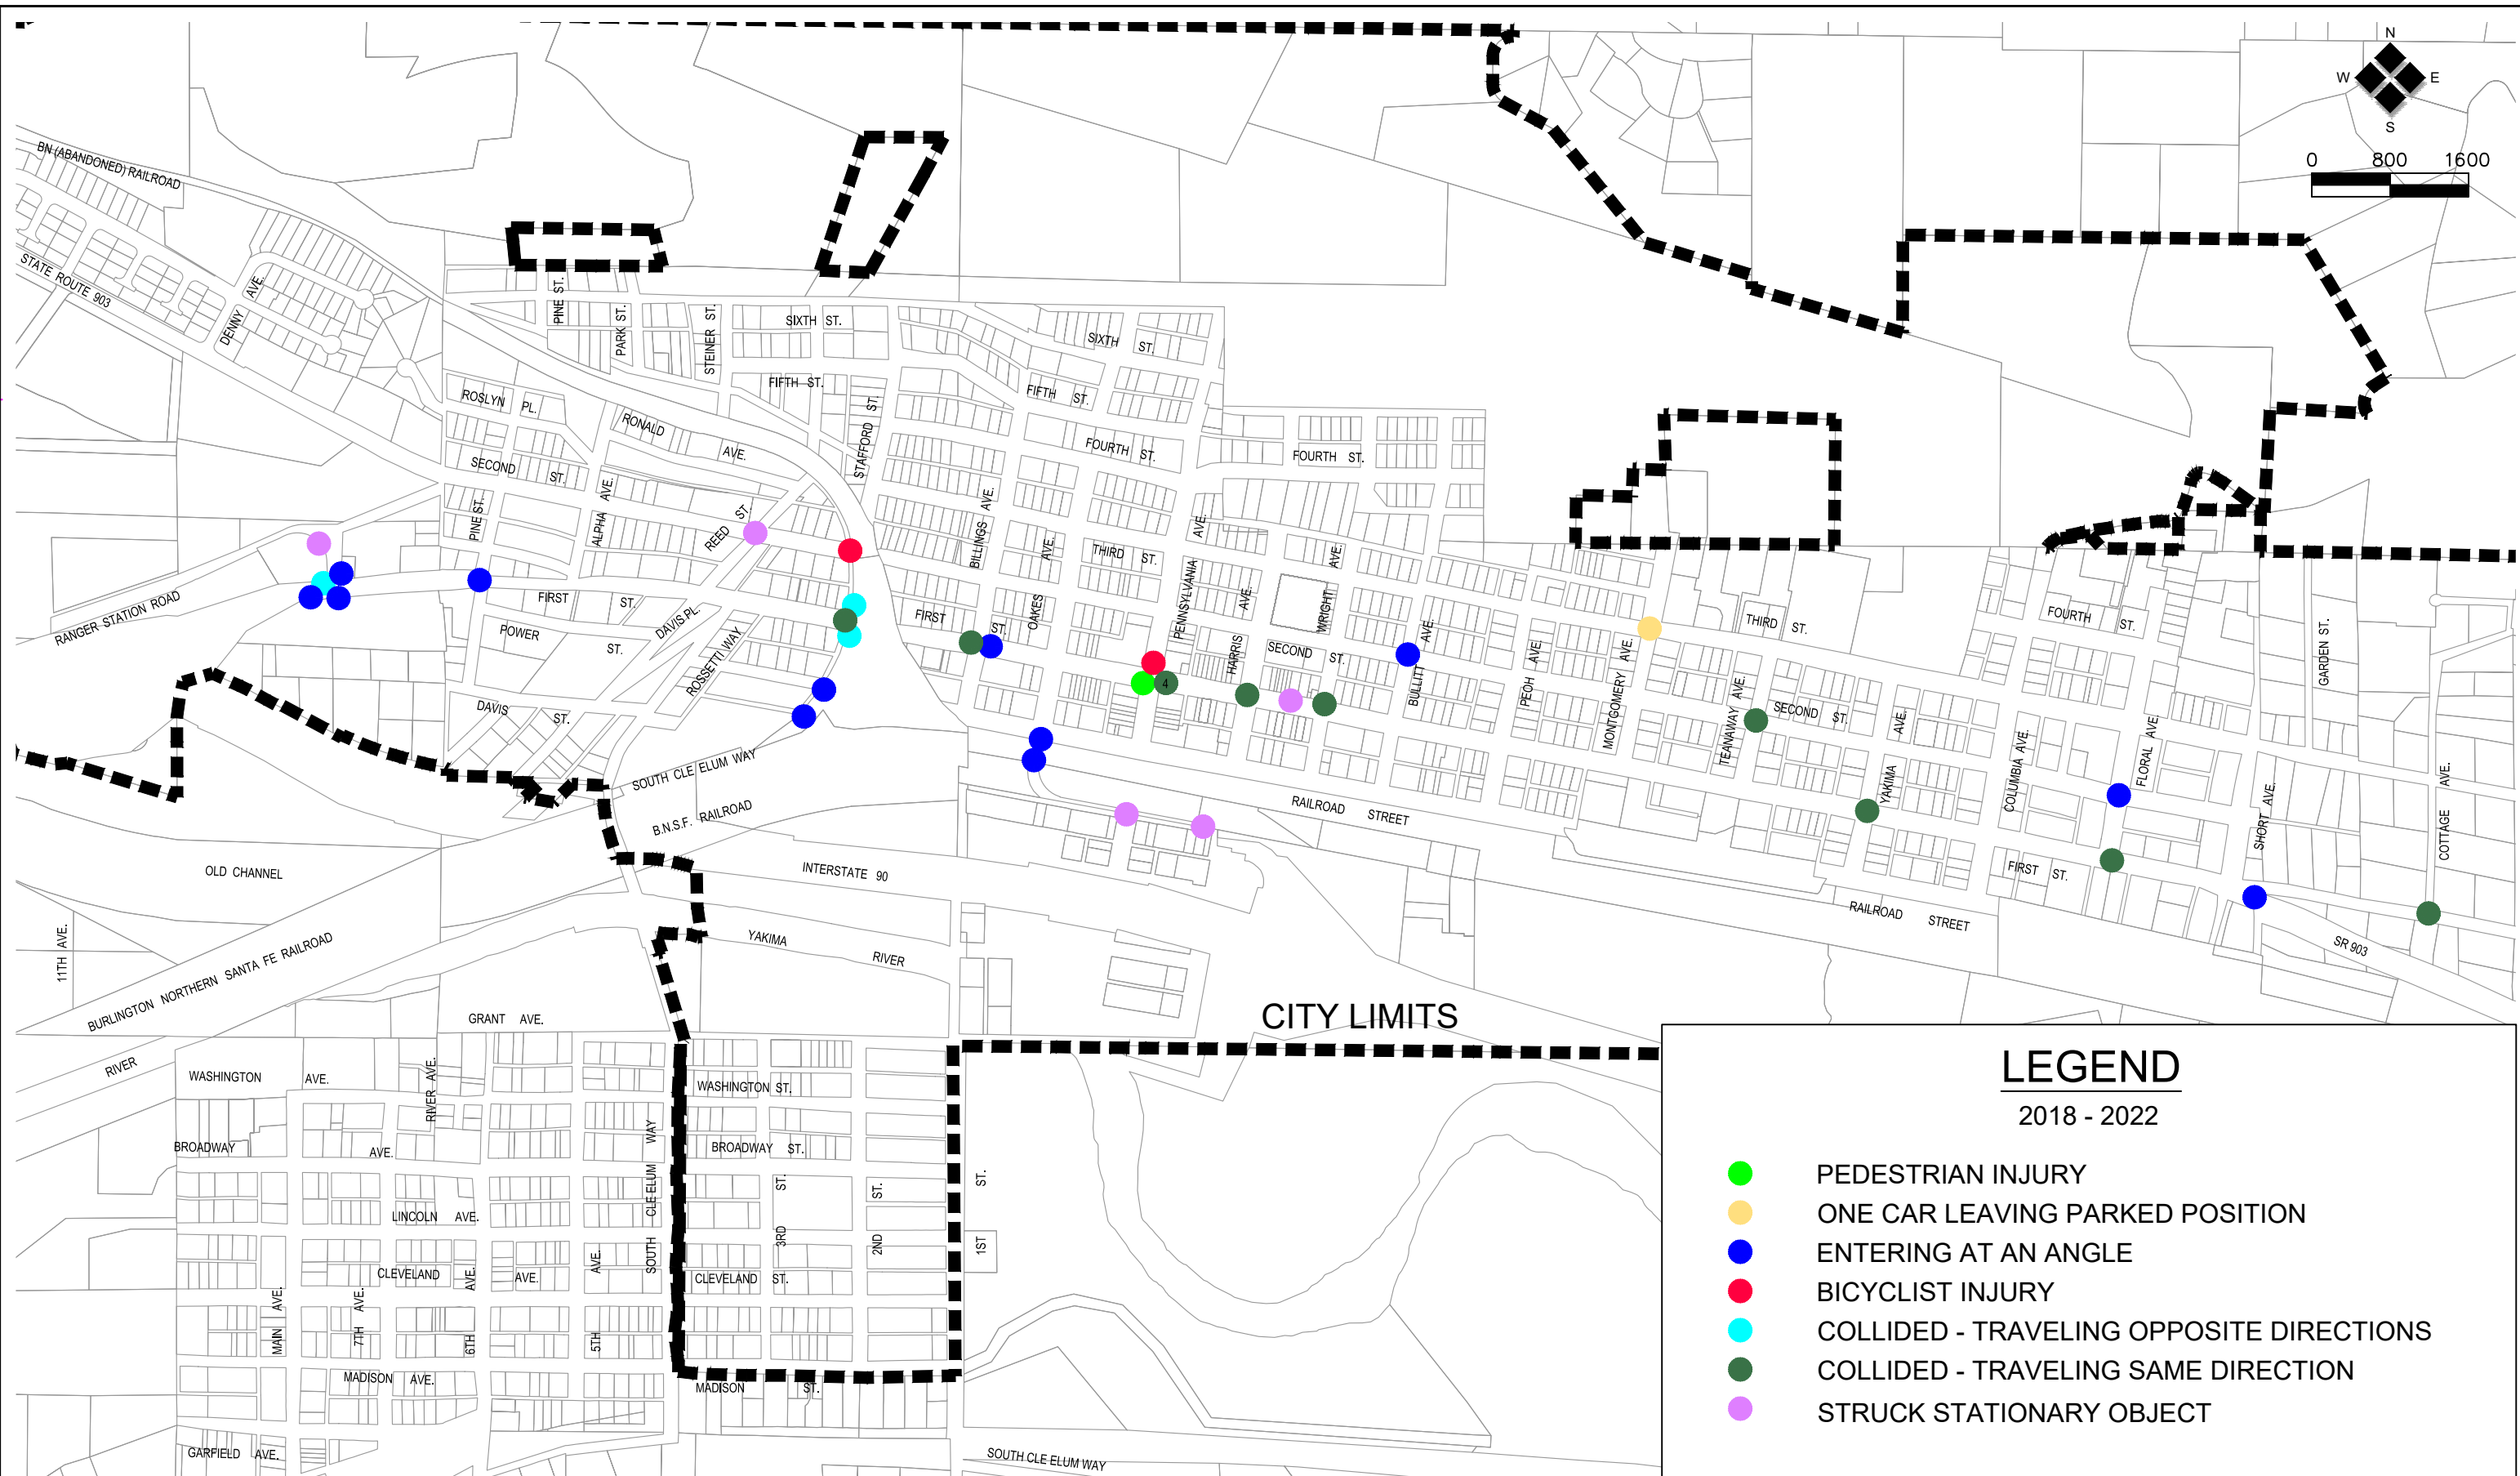 N
W E
S
0 800 1600
BN (ABANDONED) RAILROAD
STATE ROUTE 903
DENNY AVE.
PINE ST.
PARK ST.
STEINER ST.
SIXTH ST.
SIXTH ST.
FIFTH ST.
FIFTH ST.
ROSLYN PL.
RONALD AVE.
STAFFORD ST.
FOURTH ST.
FOURTH ST.
SECOND ST.
PINE ST.
ALPHA AVE.
REED ST.
BILLINGS AVE.
AVE.
OAKES
THIRD ST.
AVE.
PENNSYLVANIA
AVE.
HARRIS
AVE.
WRIGHT
RANGER STATION ROAD
FIRST ST.
POWER ST.
DAVIS PL.
ROSSETTI WAY
FIRST ST.
SECOND ST.
4
AVE.
BULLITT
PEOH AVE.
MONTGOMERY AVE.
THIRD ST.
TEANAWAY AVE.
SECOND ST.
AVE.
YAKIMA
FOURTH ST.
COLUMBIA AVE.
FLORAL AVE.
GARDEN ST.
SHORT AVE.
COTTAGE AVE.
DAVIS ST.
SOUTH CLE ELUM WAY
B.N.S.F. RAILROAD
RAILROAD STREET
INTERSTATE 90
OLD CHANNEL
FIRST ST.
RAILROAD STREET
SR 903
11TH AVE.
BURLINGTON NORTHERN SANTA FE RAILROAD
YAKIMA RIVER
GRANT AVE.
RIVER
CITY LIMITS
WASHINGTON AVE.
RIVER AVE.
WASHINGTON ST.
BROADWAY AVE.
BROADWAY ST.
SOUTH CLE ELUM WAY
LINCOLN AVE.
3RD ST.
2ND ST.
1ST ST.
CLEVELAND AVE.
CLEVELAND ST.
MAIN AVE.
7TH AVE.
6TH AVE.
5TH AVE.
MADISON AVE.
MADISON ST.
GARFIELD AVE.
SOUTH CLE ELUM WAY
LEGEND
2018 - 2022
PEDESTRIAN INJURY
ONE CAR LEAVING PARKED POSITION
ENTERING AT AN ANGLE
BICYCLIST INJURY
COLLIDED - TRAVELING OPPOSITE DIRECTIONS
COLLIDED - TRAVELING SAME DIRECTION
STRUCK STATIONARY OBJECT